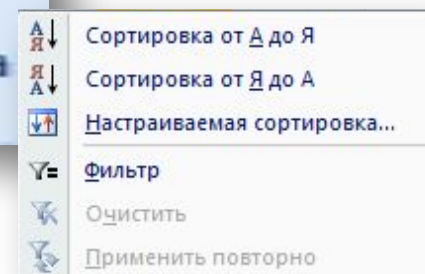 Сортировка от А до Я
Сортировка от Я до А
Настраиваемая сортировка...
Фильтр
Очистить
Применить повторно